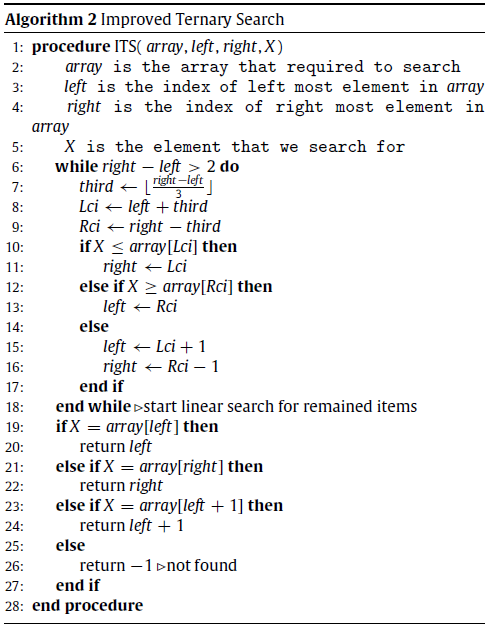 Algorithm 2 Improved Ternary Search
1: procedure ITS( array, left, right, X )
2: array is the array that required to search
3: left is the index of left most element in array
4: right is the index of right most element in
array
5: X is the element that we search for
6: while right − left > 2 do
7: third ← ⌊(right−left)/3⌋
8: Lci ← left + third
9: Rci ← right − third
10: if X ≤ array[Lci] then
11: right ← Lci
12: else if X ≥ array[Rci] then
13: left ← Rci
14: else
15: left ← Lci + 1
16: right ← Rci − 1
17: end if
18: end while ▹start linear search for remained items
19: if X = array[left] then
20: return left
21: else if X = array[right] then
22: return right
23: else if X = array[left + 1] then
24: return left + 1
25: else
26: return −1 ▹not found
27: end if
28: end procedure